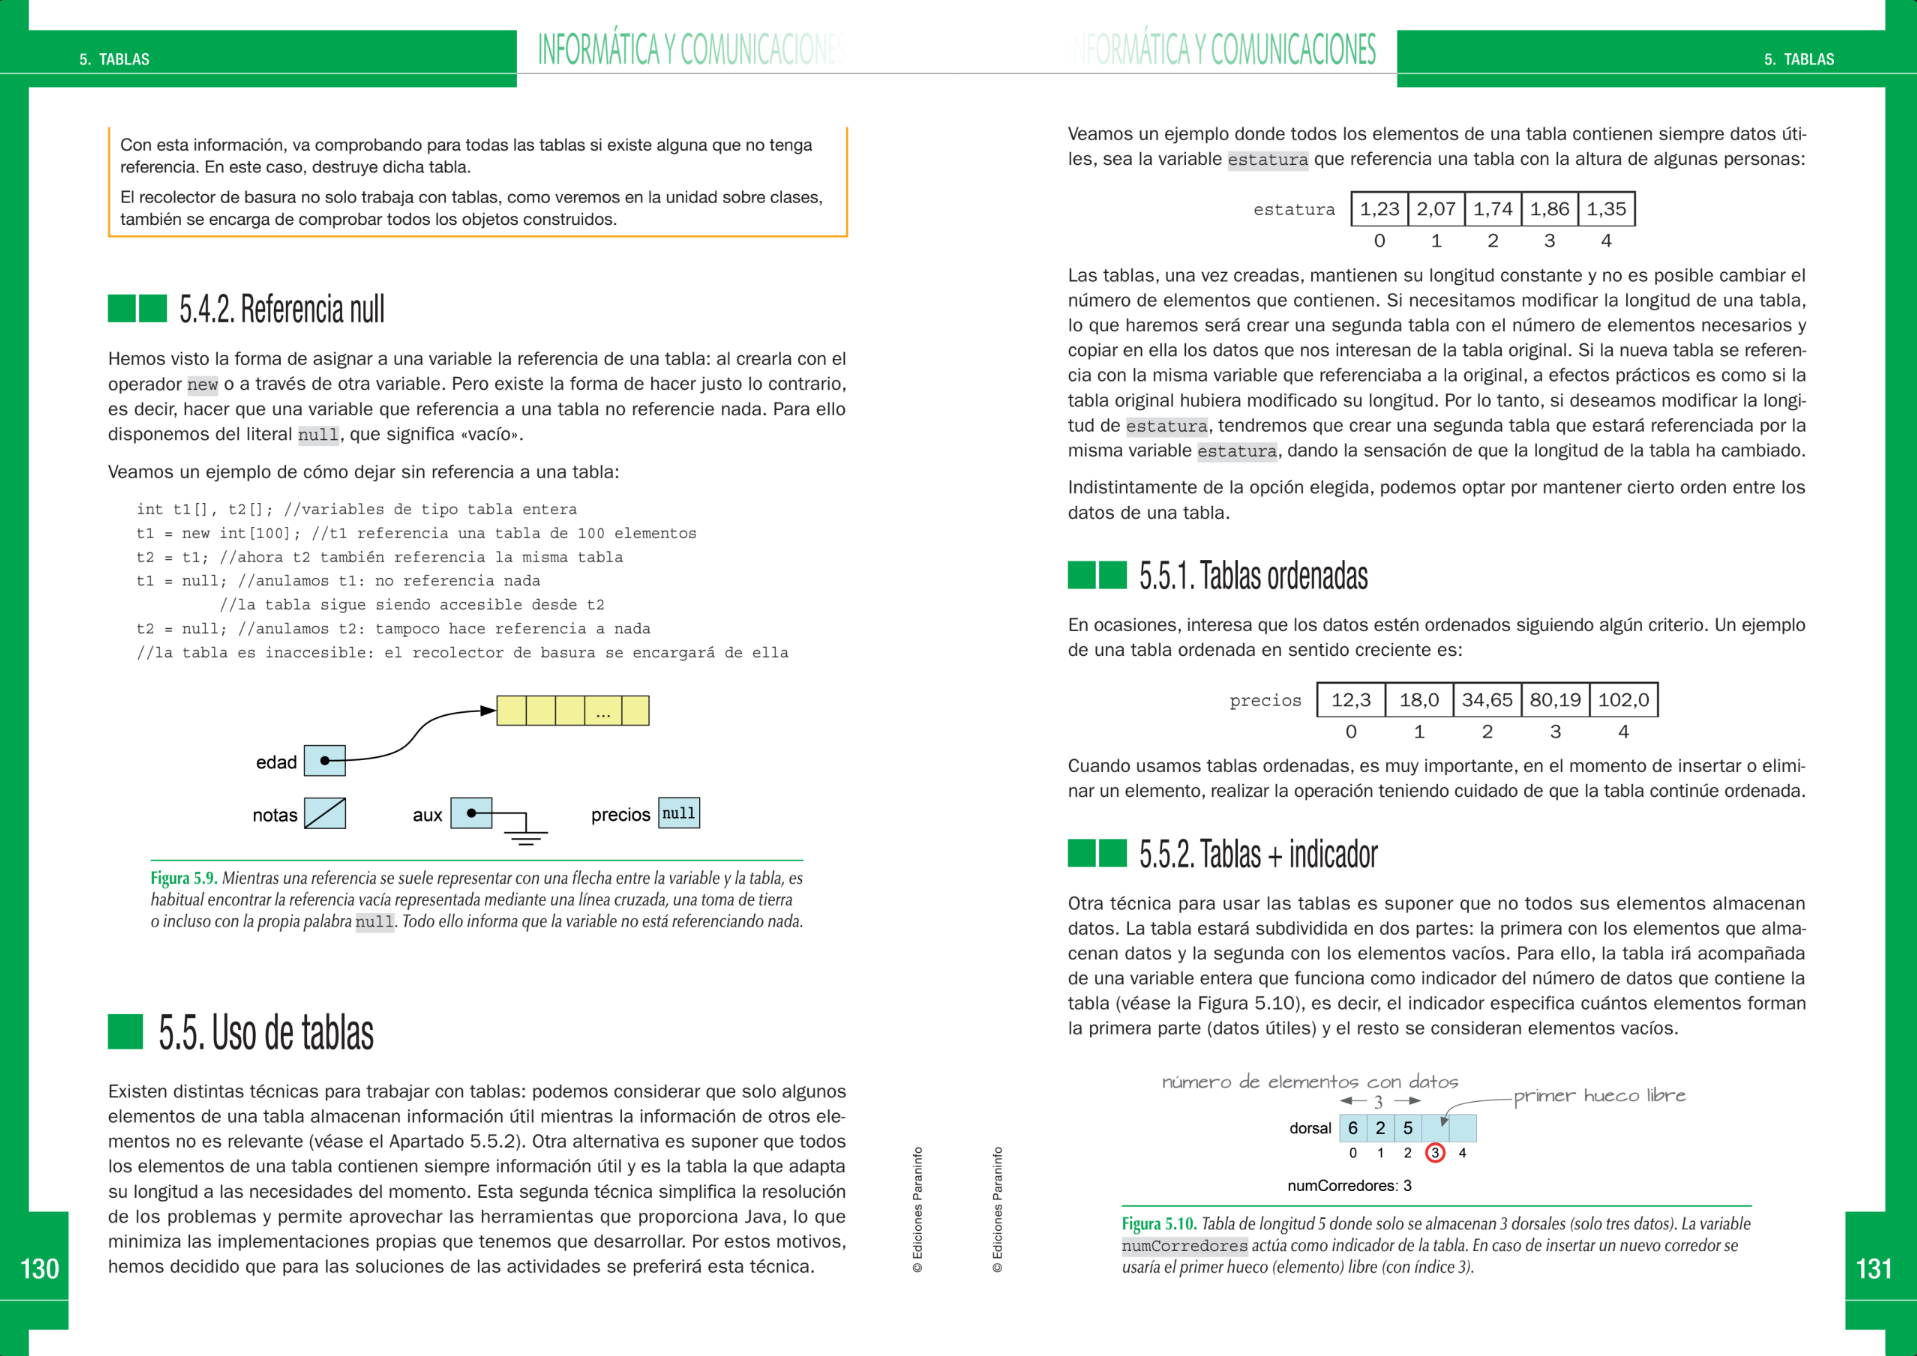 5. TABLAS
INFORMÁTICA Y COMUNICACIONES
Con esta información, va comprobando para todas las tablas si existe alguna que no tenga
referencia. En este caso, destruye dicha tabla.
El recolector de basura no solo trabaja con tablas, como veremos en la unidad sobre clases,
también se encarga de comprobar todos los objetos construidos.
5.4.2. Referencia null
Hemos visto la forma de asignar a una variable la referencia de una tabla: al crearla con el
operador new o a través de otra variable. Pero existe la forma de hacer justo lo contrario,
es decir, hacer que una variable que referencia a una tabla no referencie nada. Para ello
disponemos del literal null, que significa «vacío».
Veamos un ejemplo de cómo dejar sin referencia a una tabla:
int t1[], t2[]; //variables de tipo tabla entera
t1 = new int[100]; //t1 referencia una tabla de 100 elementos
t2 = t1; //ahora t2 también referencia la misma tabla
t1 = null; //anulamos t1: no referencia nada
//la tabla sigue siendo accesible desde t2
t2 = null; //anulamos t2: tampoco hace referencia a nada
//la tabla es inaccesible: el recolector de basura se encargará de ella
...
edad
notas aux precios null
Figura 5.9. Mientras una referencia se suele representar con una flecha entre la variable y la tabla, es
habitual encontrar la referencia vacía representada mediante una línea cruzada, una toma de tierra
o incluso con la propia palabra null. Todo ello informa que la variable no está referenciando nada.
5.5. Uso de tablas
Existen distintas técnicas para trabajar con tablas: podemos considerar que solo algunos
elementos de una tabla almacenan información útil mientras la información de otros ele-
mentos no es relevante (véase el Apartado 5.5.2). Otra alternativa es suponer que todos
los elementos de una tabla contienen siempre información útil y es la tabla la que adapta
su longitud a las necesidades del momento. Esta segunda técnica simplifica la resolución
de los problemas y permite aprovechar las herramientas que proporciona Java, lo que
minimiza las implementaciones propias que tenemos que desarrollar. Por estos motivos,
hemos decidido que para las soluciones de las actividades se preferirá esta técnica.
© Ediciones Paraninfo
130
INFORMÁTICA Y COMUNICACIONES
5. TABLAS
Veamos un ejemplo donde todos los elementos de una tabla contienen siempre datos úti-
les, sea la variable estatura que referencia una tabla con la altura de algunas personas:
estatura 1,23 2,07 1,74 1,86 1,35
0 1 2 3 4
Las tablas, una vez creadas, mantienen su longitud constante y no es posible cambiar el
número de elementos que contienen. Si necesitamos modificar la longitud de una tabla,
lo que haremos será crear una segunda tabla con el número de elementos necesarios y
copiar en ella los datos que nos interesan de la tabla original. Si la nueva tabla se referen-
cia con la misma variable que referenciaba a la original, a efectos prácticos es como si la
tabla original hubiera modificado su longitud. Por lo tanto, si deseamos modificar la longi-
tud de estatura, tendremos que crear una segunda tabla que estará referenciada por la
misma variable estatura, dando la sensación de que la longitud de la tabla ha cambiado.
Indistintamente de la opción elegida, podemos optar por mantener cierto orden entre los
datos de una tabla.
5.5.1. Tablas ordenadas
En ocasiones, interesa que los datos estén ordenados siguiendo algún criterio. Un ejemplo
de una tabla ordenada en sentido creciente es:
precios 12,3 18,0 34,65 80,19 102,0
0 1 2 3 4
Cuando usamos tablas ordenadas, es muy importante, en el momento de insertar o elimi-
nar un elemento, realizar la operación teniendo cuidado de que la tabla continúe ordenada.
5.5.2. Tablas + indicador
Otra técnica para usar las tablas es suponer que no todos sus elementos almacenan
datos. La tabla estará subdividida en dos partes: la primera con los elementos que alma-
cenan datos y la segunda con los elementos vacíos. Para ello, la tabla irá acompañada
de una variable entera que funciona como indicador del número de datos que contiene la
tabla (véase la Figura 5.10), es decir, el indicador especifica cuántos elementos forman
la primera parte (datos útiles) y el resto se consideran elementos vacíos.
número de elementos con datos
3
primer hueco libre
dorsal 6 2 5
0 1 2 3 4
numCorredores: 3
Figura 5.10. Tabla de longitud 5 donde solo se almacenan 3 dorsales (solo tres datos). La variable
numCorredores actúa como indicador de la tabla. En caso de insertar un nuevo corredor se
usaría el primer hueco (elemento) libre (con índice 3).
© Ediciones Paraninfo
131